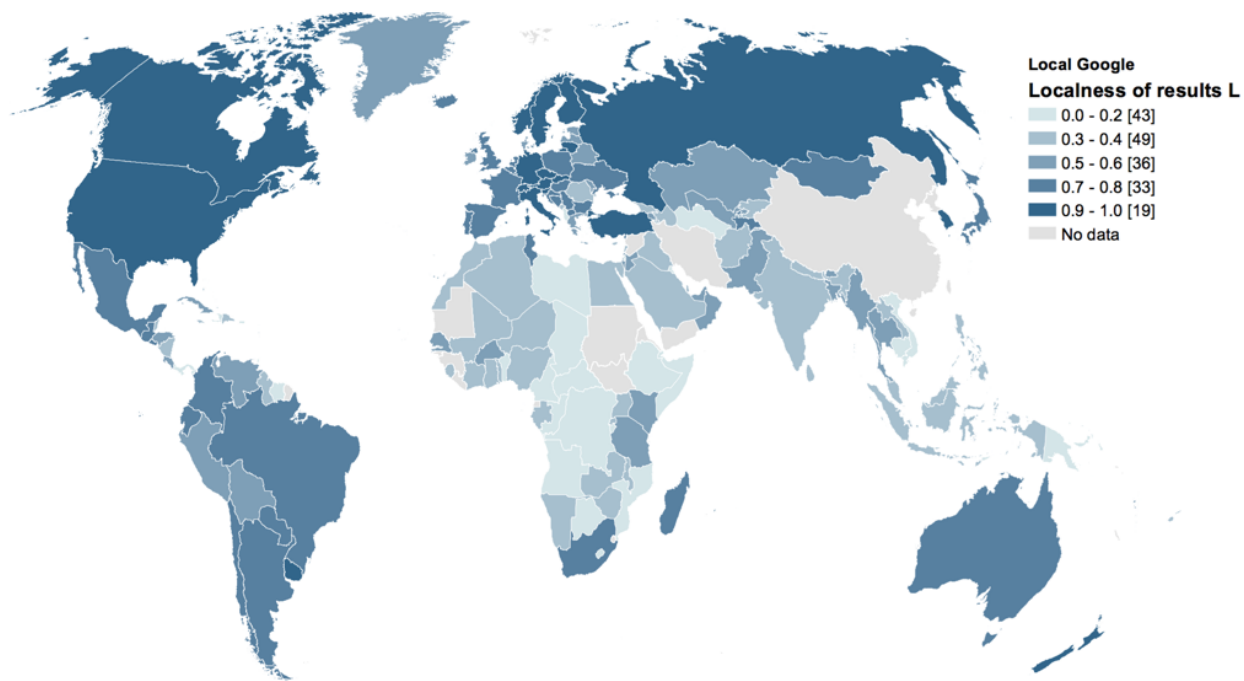 Local Google
Localness of results L
0.0 - 0.2 [43]
0.3 - 0.4 [49]
0.5 - 0.6 [36]
0.7 - 0.8 [33]
0.9 - 1.0 [19]
No data